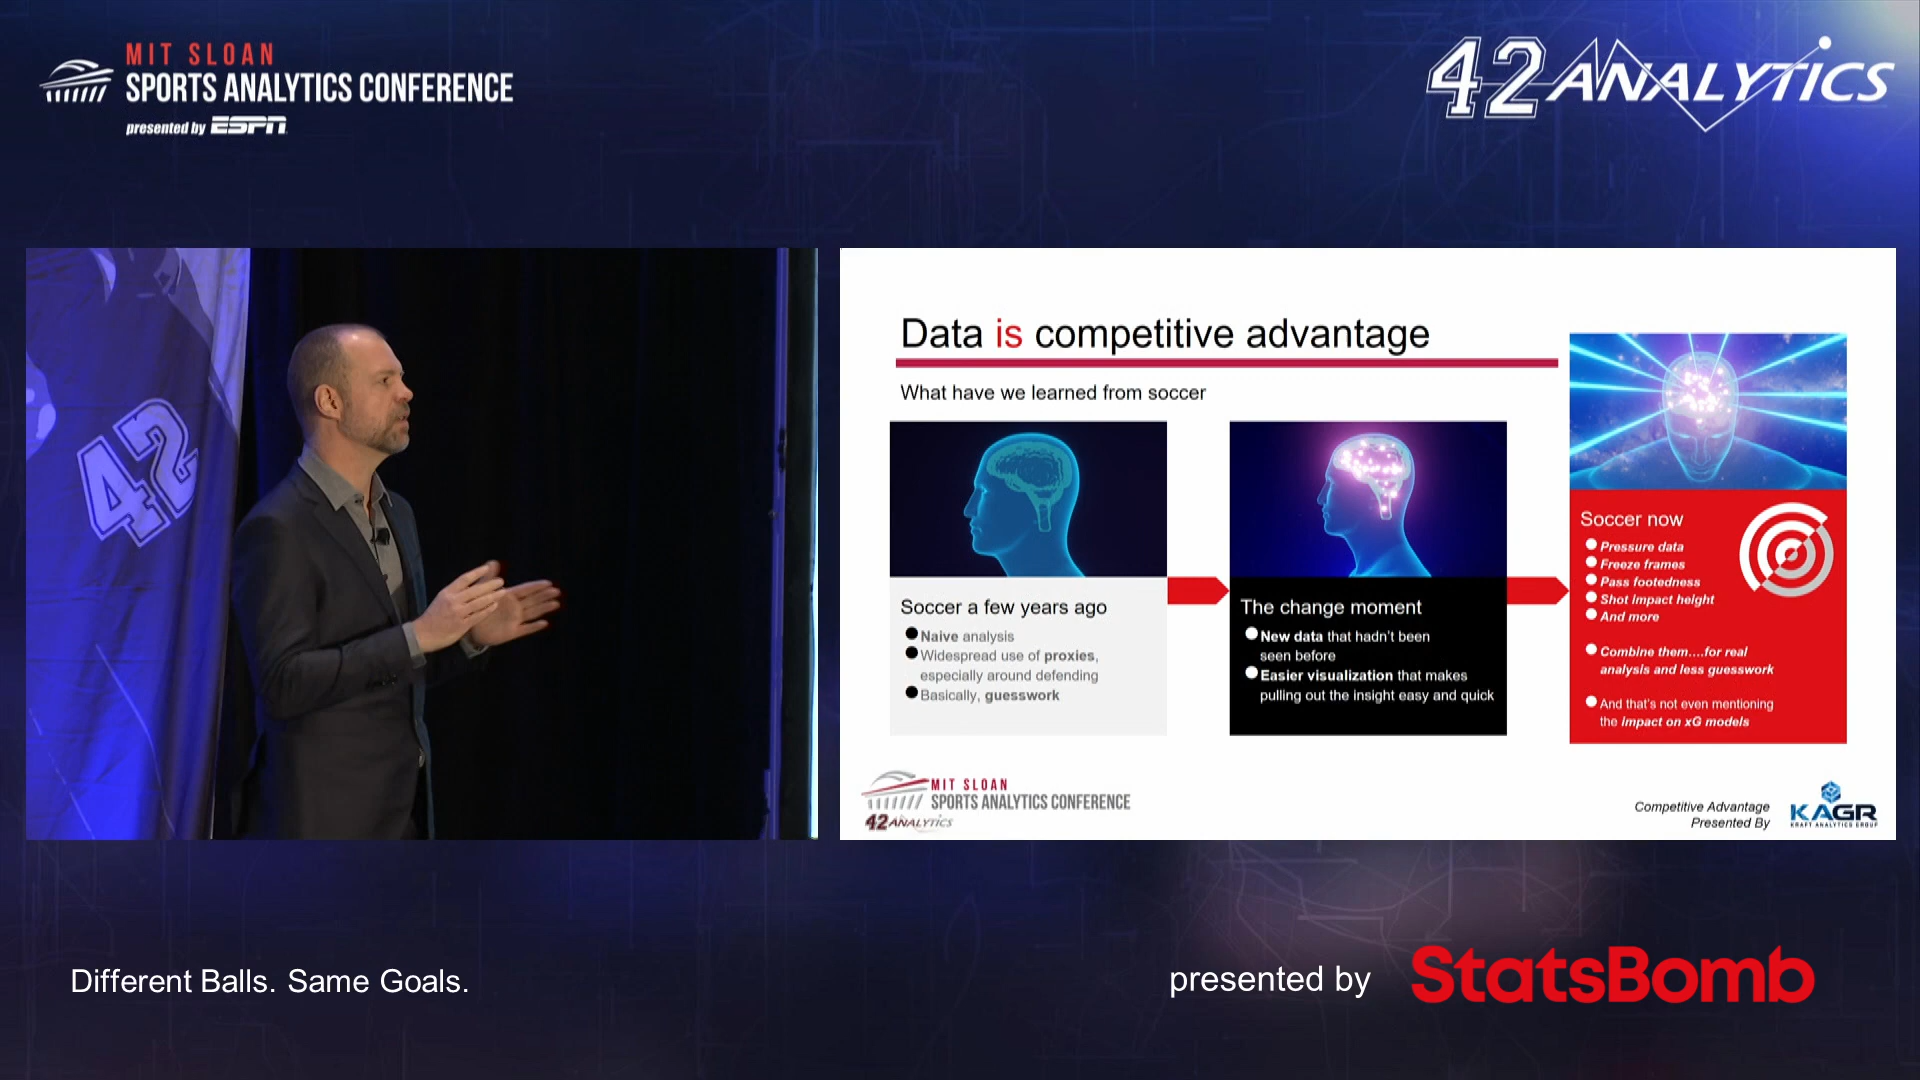 MIT SLOAN
SPORTS ANALYTICS CONFERENCE
presented by ESPN
42 ANALYTICS
42
Data is competitive advantage
What have we learned from soccer
Soccer a few years ago
Naive analysis
Widespread use of proxies,
especially around defending
Basically, guesswork
The change moment
New data that hadn't been
seen before
Easier visualization that makes
pulling out the insight easy and quick
Soccer now
Pressure data
Freeze frames
Pass footedness
Shot impact height
And more
Combine them....for real
analysis and less guesswork
And that's not even mentioning
the impact on xG models
MIT SLOAN
SPORTS ANALYTICS CONFERENCE
42 ANALYTICS
Competitive Advantage
Presented By
KAGR
KRAFT ANALYTICS GROUP
Different Balls. Same Goals.
presented by StatsBomb